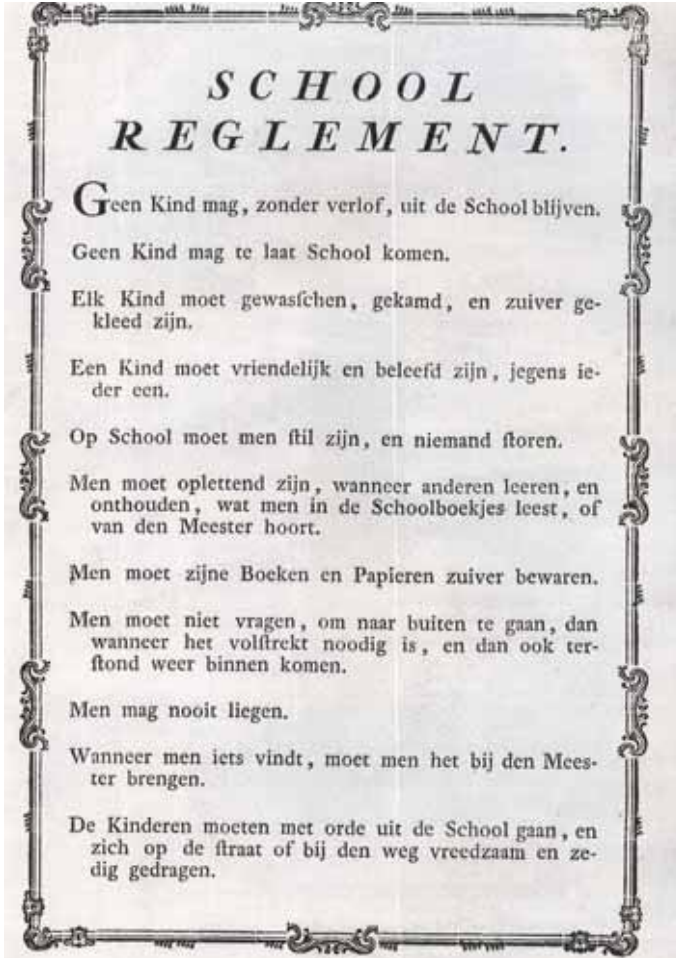 SCHOOL
REGLEMENT.
Geen Kind mag, zonder verlof, uit de School blijven.
Geen Kind mag te laat School komen.
Elk Kind moet gewasſchen, gekamd, en zuiver ge-
kleed zijn.
Een Kind moet vriendelijk en beleefd zijn, jegens ie-
der een.
Op School moet men ſtil zijn, en niemand ſtoren.
Men moet oplettend zijn, wanneer anderen leeren, en
onthouden, wat men in de Schoolboekjes leest, of
van den Meester hoort.
Men moet zijne Boeken en Papieren zuiver bewaren.
Men moet niet vragen, om naar buiten te gaan, dan
wanneer het volſtrekt noodig is, en dan ook ter-
ſtond weer binnen komen.
Men mag nooit liegen.
Wanneer men iets vindt, moet men het bij den Mees-
ter brengen.
De Kinderen moeten met orde uit de School gaan, en
zich op de ſtraat of bij den weg vreedzaam en ze-
dig gedragen.